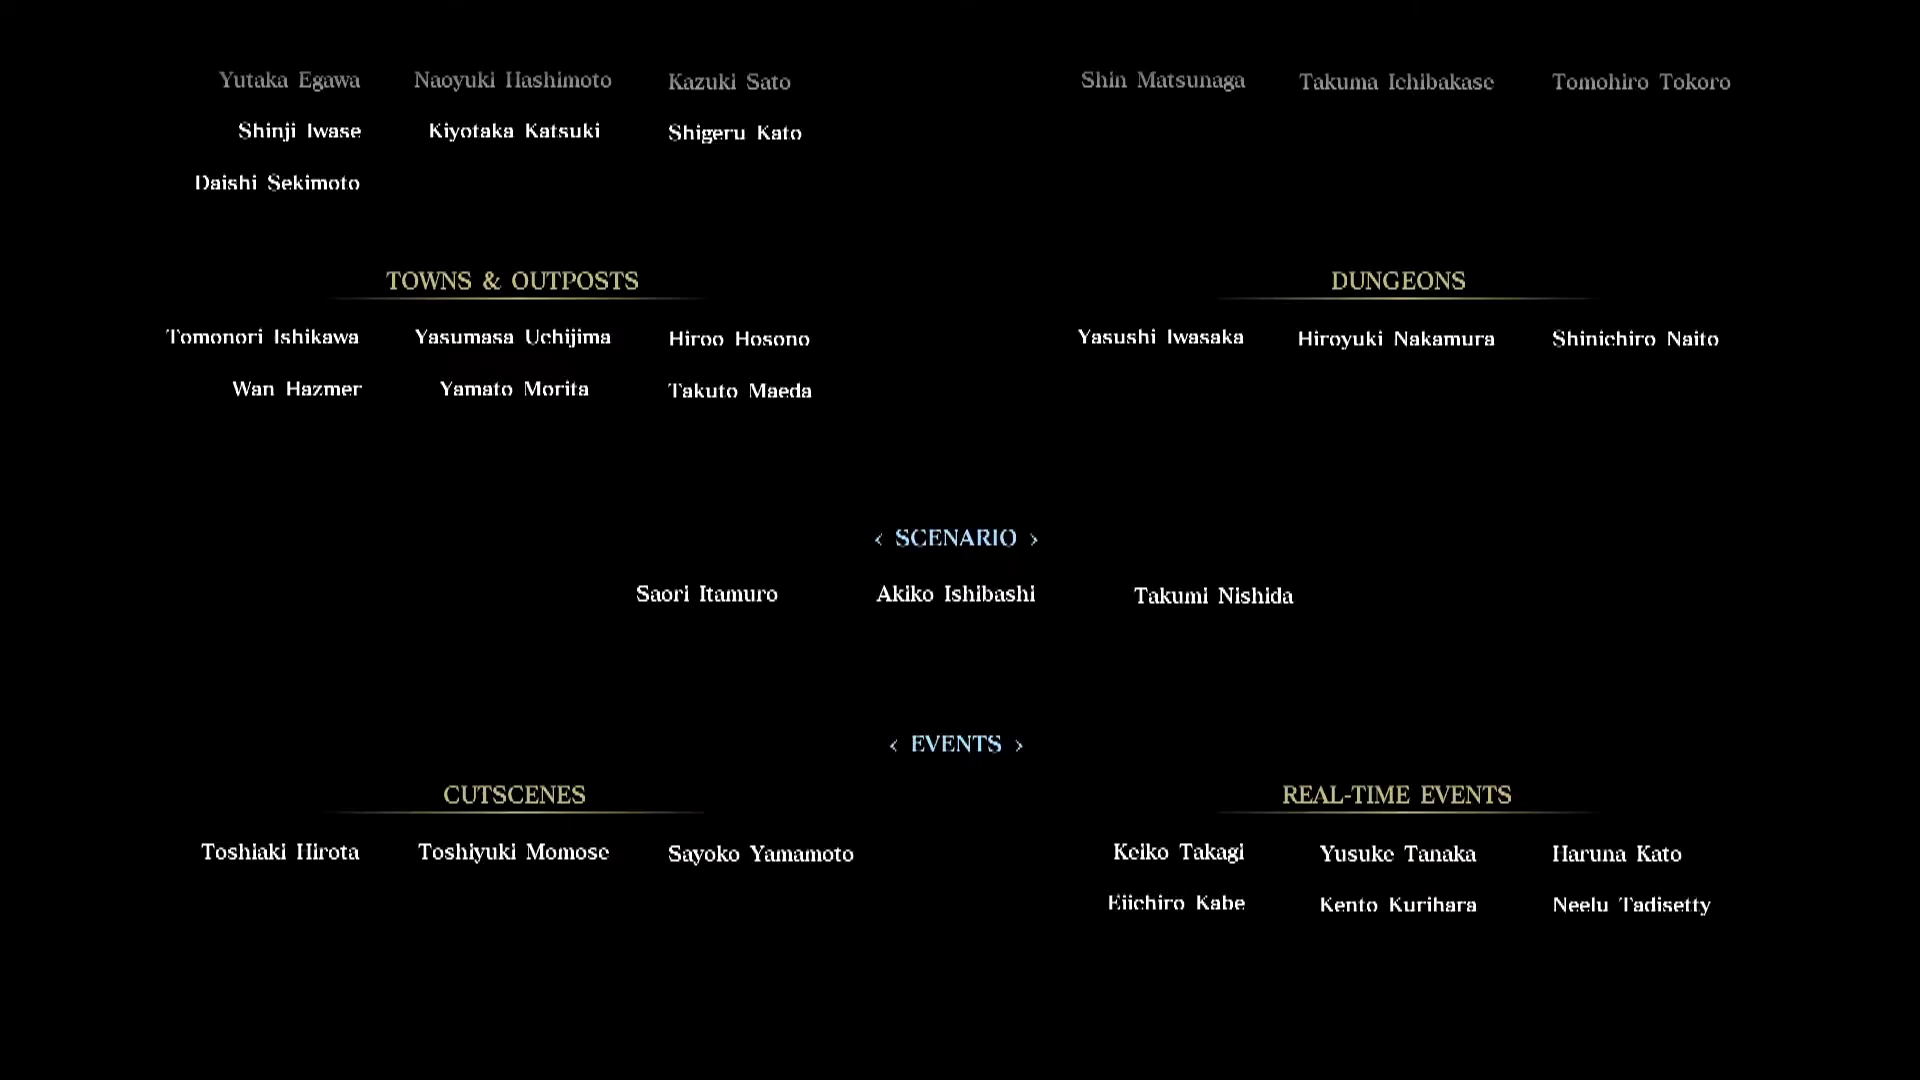 Yutaka Egawa Naoyuki Hashimoto Kazuki Sato Shin Matsunaga Takuma Ichibakase Tomohiro Tokoro
Shinji Iwase Kiyotaka Katsuki Shigeru Kato
Daishi Sekimoto
TOWNS & OUTPOSTS DUNGEONS
Tomonori Ishikawa Yasumasa Uchijima Hiroo Hosono Yasushi Iwasaka Hiroyuki Nakamura Shinichiro Naito
Wan Hazmer Yamato Morita Takuto Maeda
‹ SCENARIO ›
Saori Itamuro Akiko Ishibashi Takumi Nishida
‹ EVENTS ›
CUTSCENES REAL-TIME EVENTS
Toshiaki Hirota Toshiyuki Momose Sayoko Yamamoto Keiko Takagi Yusuke Tanaka Haruna Kato
Eiichiro Kabe Kento Kurihara Neelu Tadisetty